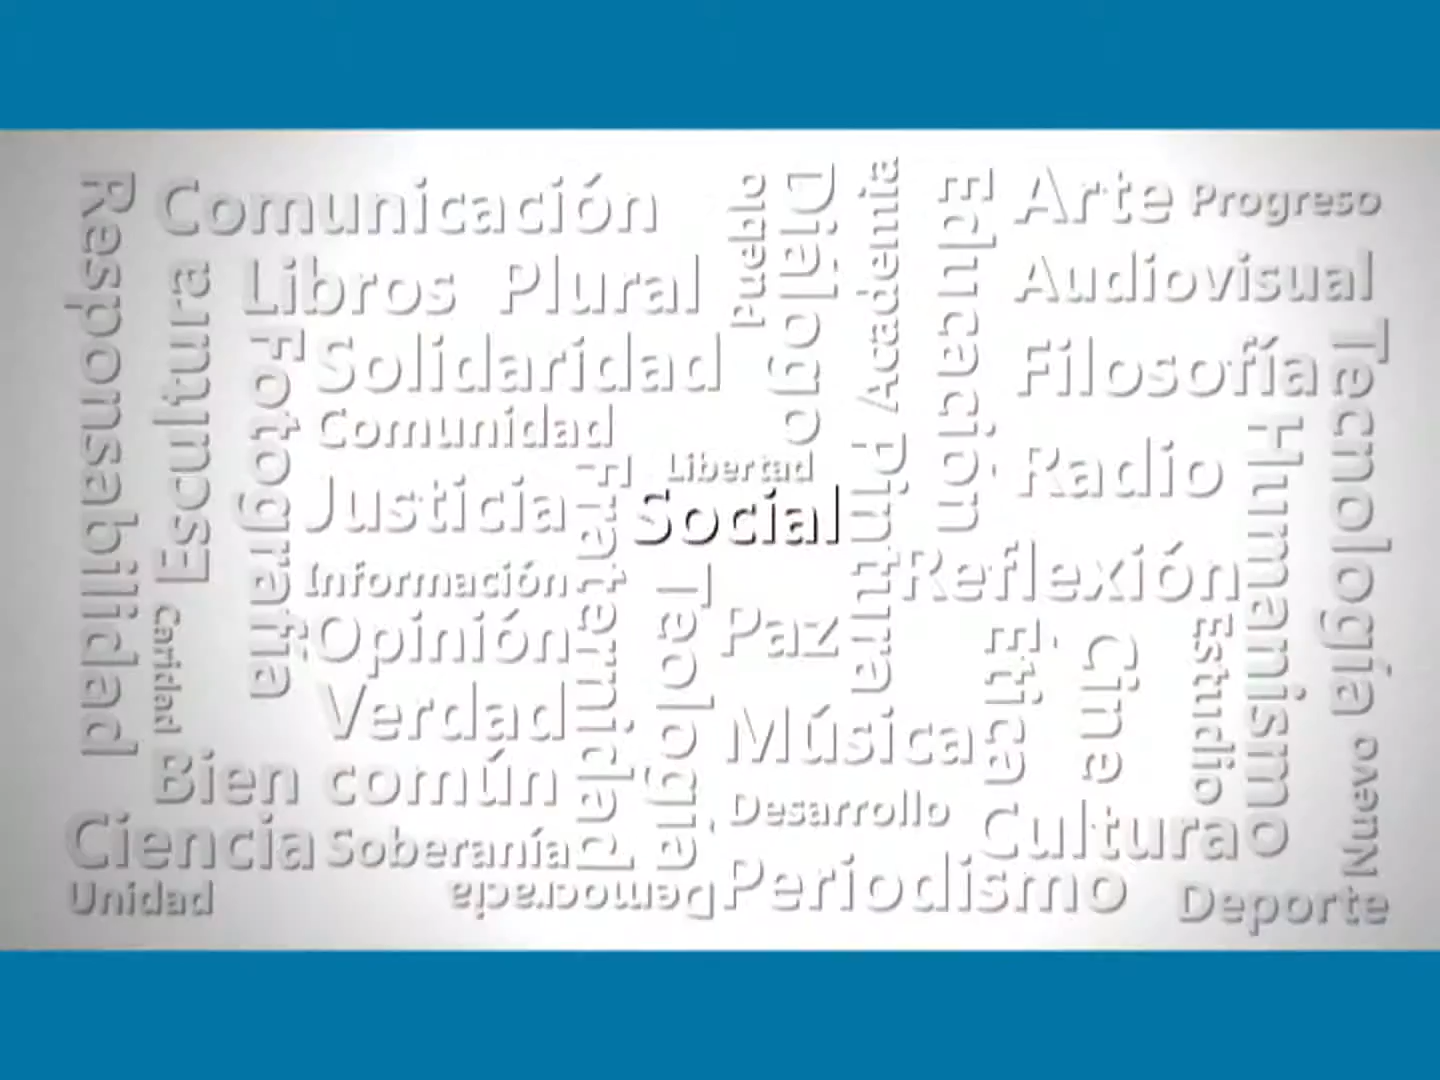 Responsabilidad
Comunicación
Pueblo
Dialogo
Academia
Educación
Arte
Progreso
Escultura
Libros
Plural
Audiovisual
Fotografía
Solidaridad
Filosofía
Tecnología
Comunidad
Libertad
Humanismo
Radio
Justicia
Fraternidad
Social
Pintura
Información
Reflexión
Teología
Opinión
Paz
Etica
Cine
Estudio
Caridad
Verdad
Música
Nuevo
Bien común
Desarrollo
Ciencia
Soberanía
Cultura
Unidad
Democracia
Periodismo
Deporte